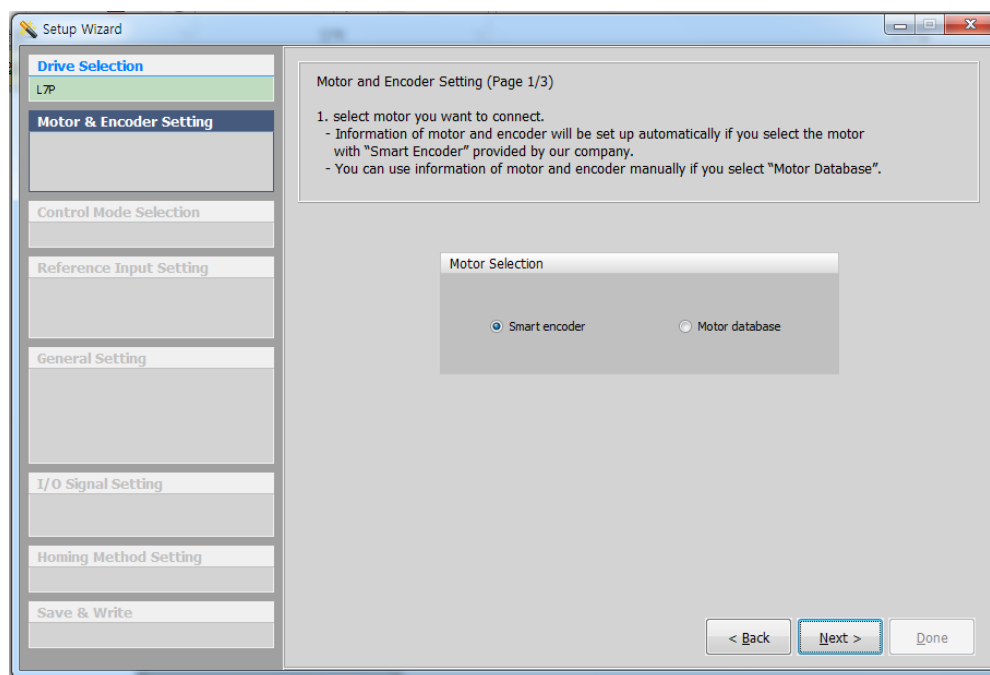 Setup Wizard
Drive Selection
L7P
Motor & Encoder Setting
Control Mode Selection
Reference Input Setting
General Setting
I/O Signal Setting
Homing Method Setting
Save & Write
Motor and Encoder Setting (Page 1/3)
1. select motor you want to connect.
- Information of motor and encoder will be set up automatically if you select the motor
with “Smart Encoder” provided by our company.
- You can use information of motor and encoder manually if you select “Motor Database”.
Motor Selection
Smart encoder
Motor database
< Back
Next >
Done